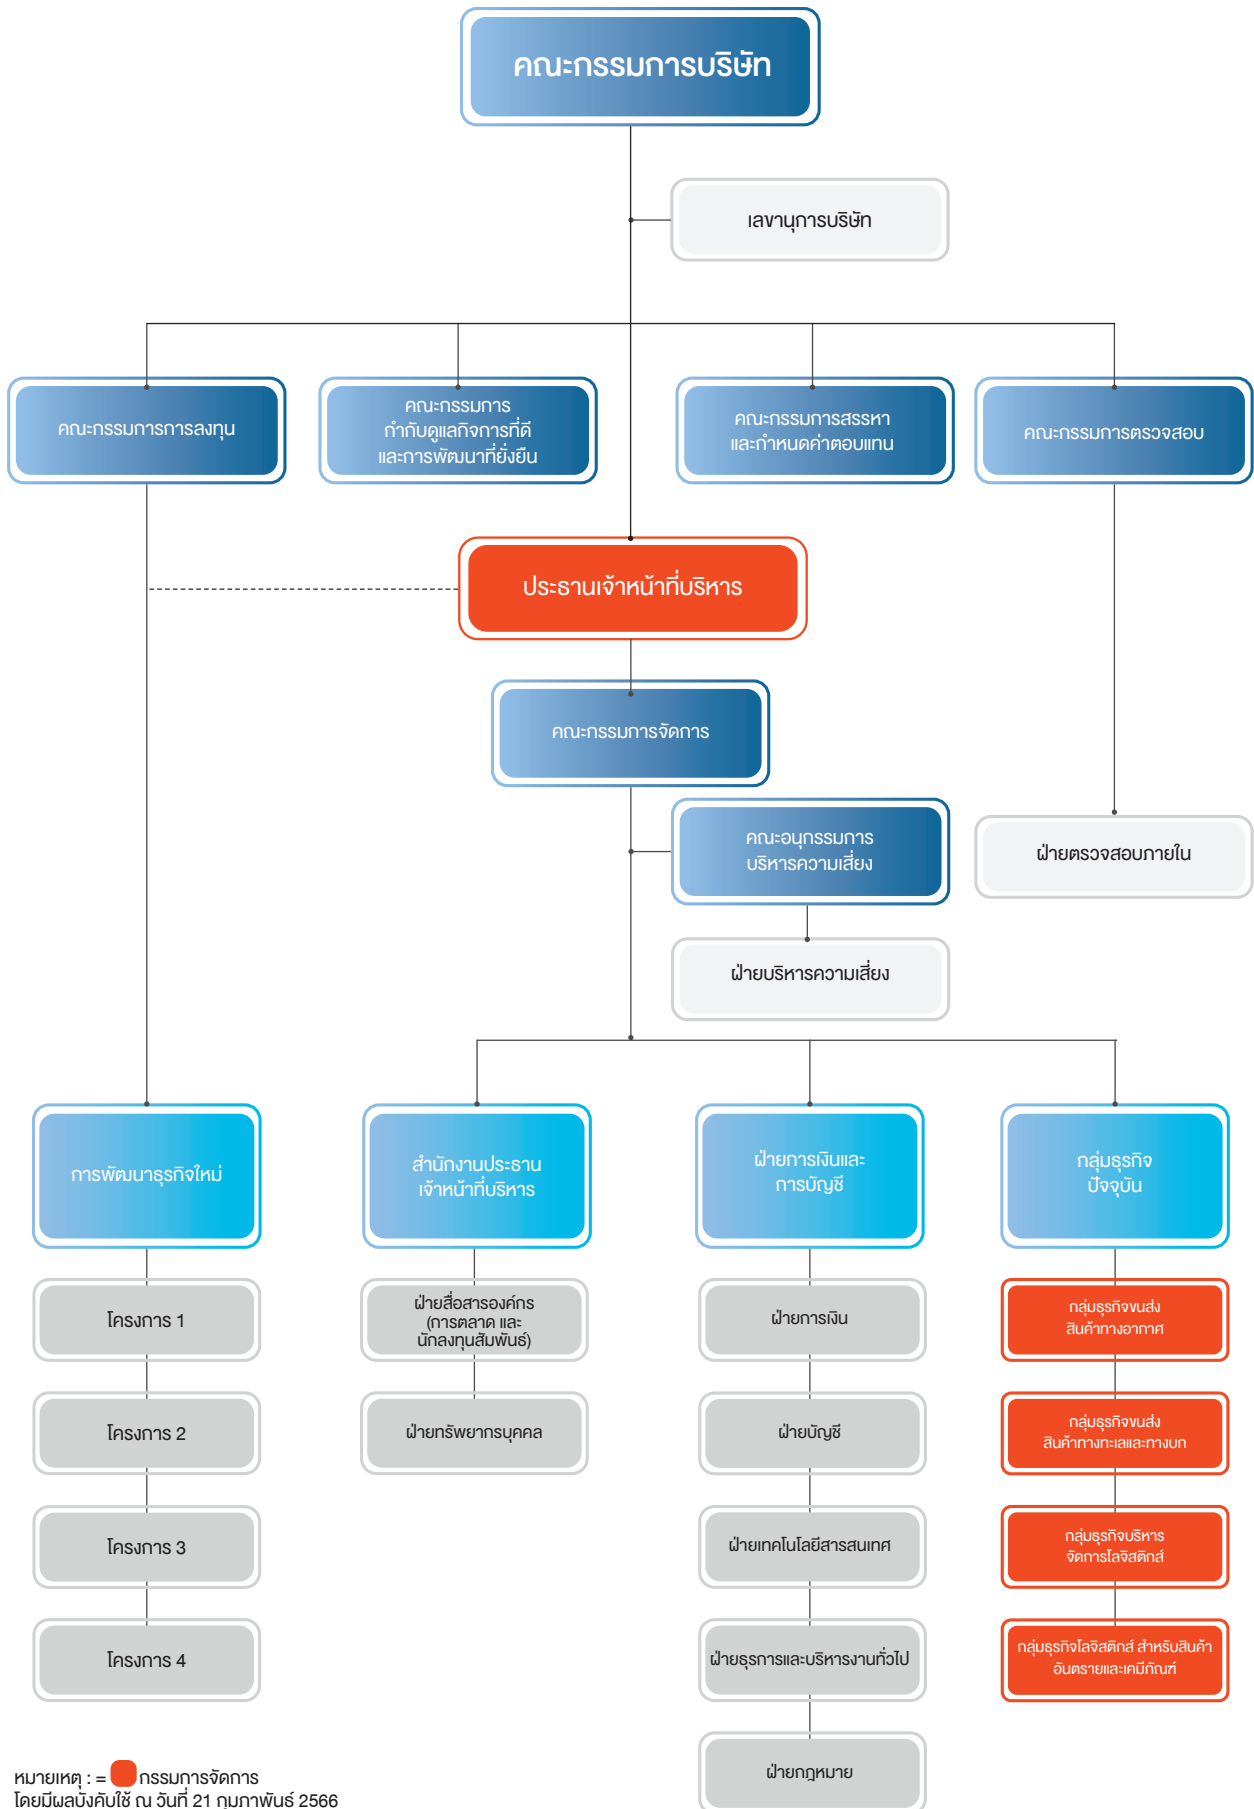 คณะกรรมการบริษัท
เลขานุการบริษัท
คณะกรรมการการลงทุน
คณะกรรมการ
กำกับดูแลกิจการที่ดี
และการพัฒนาที่ยั่งยืน
คณะกรรมการสรรหา
และกำหนดค่าตอบแทน
คณะกรรมการตรวจสอบ
ประธานเจ้าหน้าที่บริหาร
คณะกรรมการจัดการ
คณะอนุกรรมการ
บริหารความเสี่ยง
ฝ่ายตรวจสอบภายใน
ฝ่ายบริหารความเสี่ยง
การพัฒนาธุรกิจใหม่
สำนักงานประธาน
เจ้าหน้าที่บริหาร
ฝ่ายการเงินและ
การบัญชี
กลุ่มธุรกิจ
ปัจจุบัน
โครงการ 1
ฝ่ายสื่อสารองค์กร
(การตลาด และ
นักลงทุนสัมพันธ์)
ฝ่ายการเงิน
กลุ่มธุรกิจขนส่ง
สินค้าทางอากาศ
โครงการ 2
ฝ่ายทรัพยากรบุคคล
ฝ่ายบัญชี
กลุ่มธุรกิจขนส่ง
สินค้าทางทะเลและทางบก
โครงการ 3
ฝ่ายเทคโนโลยีสารสนเทศ
กลุ่มธุรกิจบริหาร
จัดการโลจิสติกส์
โครงการ 4
ฝ่ายธุรการและบริหารงานทั่วไป
กลุ่มธุรกิจโลจิสติกส์ สำหรับสินค้า
อันตรายและเคมีภัณฑ์
ฝ่ายกฎหมาย
หมายเหตุ : = กรรมการจัดการ
โดยมีผลบังคับใช้ ณ วันที่ 21 กุมภาพันธ์ 2566